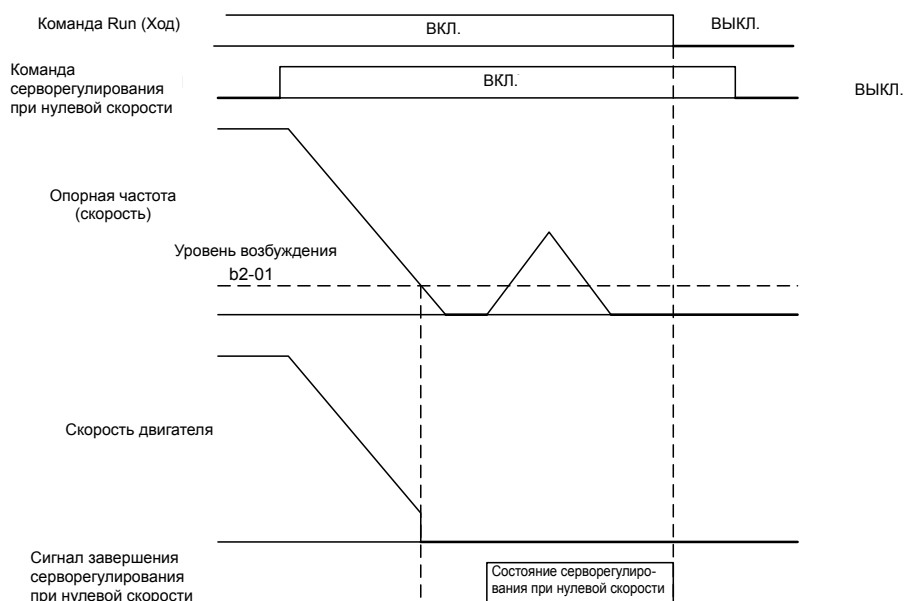 Команда Run (Ход)
ВКЛ.
ВЫКЛ.
Команда
серворегулирования
при нулевой скорости
ВКЛ.
ВЫКЛ.
Опорная частота
(скорость)
Уровень возбуждения
b2-01
Скорость двигателя
Сигнал завершения
серворегулирования
при нулевой скорости
Состояние серворегулиро-
вания при нулевой скорости